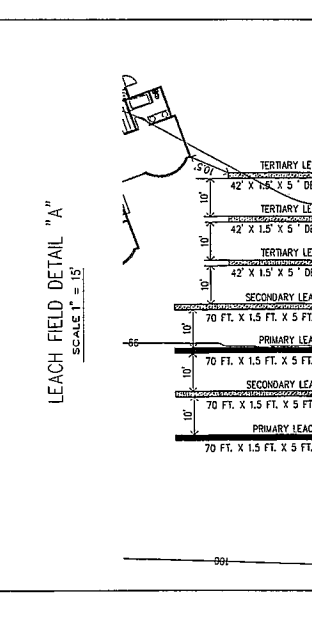 LEACH FIELD DETAIL "A"
SCALE 1" = 15'
10.5'
TERTIARY LE
42' X 1.5' X 5 ' DE
10'
TERTIARY LE
42' X 1.5' X 5 ' DE
10'
TERTIARY LE
42' X 1.5' X 5 ' DE
10'
SECONDARY LEA
70 FT. X 1.5 FT. X 5 FT.
10'
PRIMARY LEA
99
70 FT. X 1.5 FT. X 5 FT.
10'
SECONDARY LEA
70 FT. X 1.5 FT. X 5 FT.
10'
PRIMARY LEAC
70 FT. X 1.5 FT. X 5 FT.
100